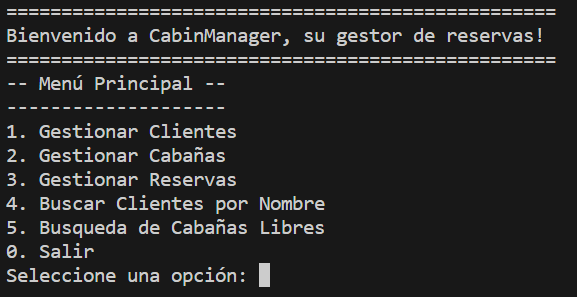 ==================================================
Bienvenido a CabinManager, su gestor de reservas!
==================================================
-- Menú Principal --
--------------------
1. Gestionar Clientes
2. Gestionar Cabañas
3. Gestionar Reservas
4. Buscar Clientes por Nombre
5. Busqueda de Cabañas Libres
0. Salir
Seleccione una opción: